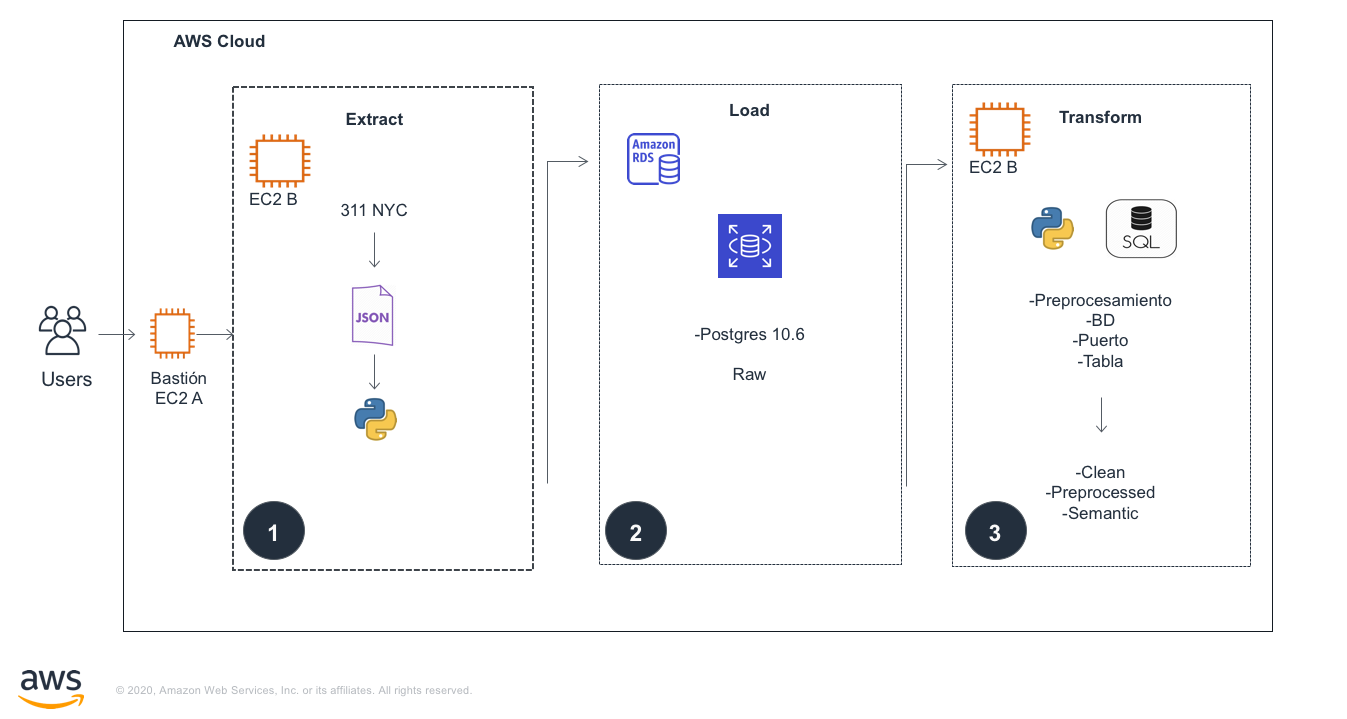 AWS Cloud
Extract
EC2 B
311 NYC
JSON
Users
Bastión
EC2 A
1
Load
Amazon
RDS
-Postgres 10.6
Raw
2
Transform
EC2 B
SQL
-Preprocesamiento
-BD
-Puerto
-Tabla
-Clean
-Preprocessed
-Semantic
3
aws
© 2020, Amazon Web Services, Inc. or its affiliates. All rights reserved.